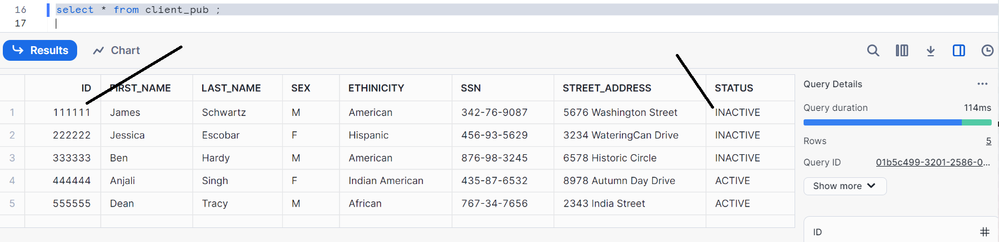 16 select * from client_pub ;
17
Results Chart
ID FIRST_NAME LAST_NAME SEX ETHINICITY SSN STREET_ADDRESS STATUS
1 111111 James Schwartz M American 342-76-9087 5676 Washington Street INACTIVE
2 222222 Jessica Escobar F Hispanic 456-93-5629 3234 WateringCan Drive INACTIVE
3 333333 Ben Hardy M American 876-98-3245 6578 Historic Circle INACTIVE
4 444444 Anjali Singh F Indian American 435-87-6532 8978 Autumn Day Drive ACTIVE
5 555555 Dean Tracy M African 767-34-7656 2343 India Street ACTIVE
Query Details ...
Query duration 114ms
Rows 5
Query ID 01b5c499-3201-2586-0...
Show more
ID #